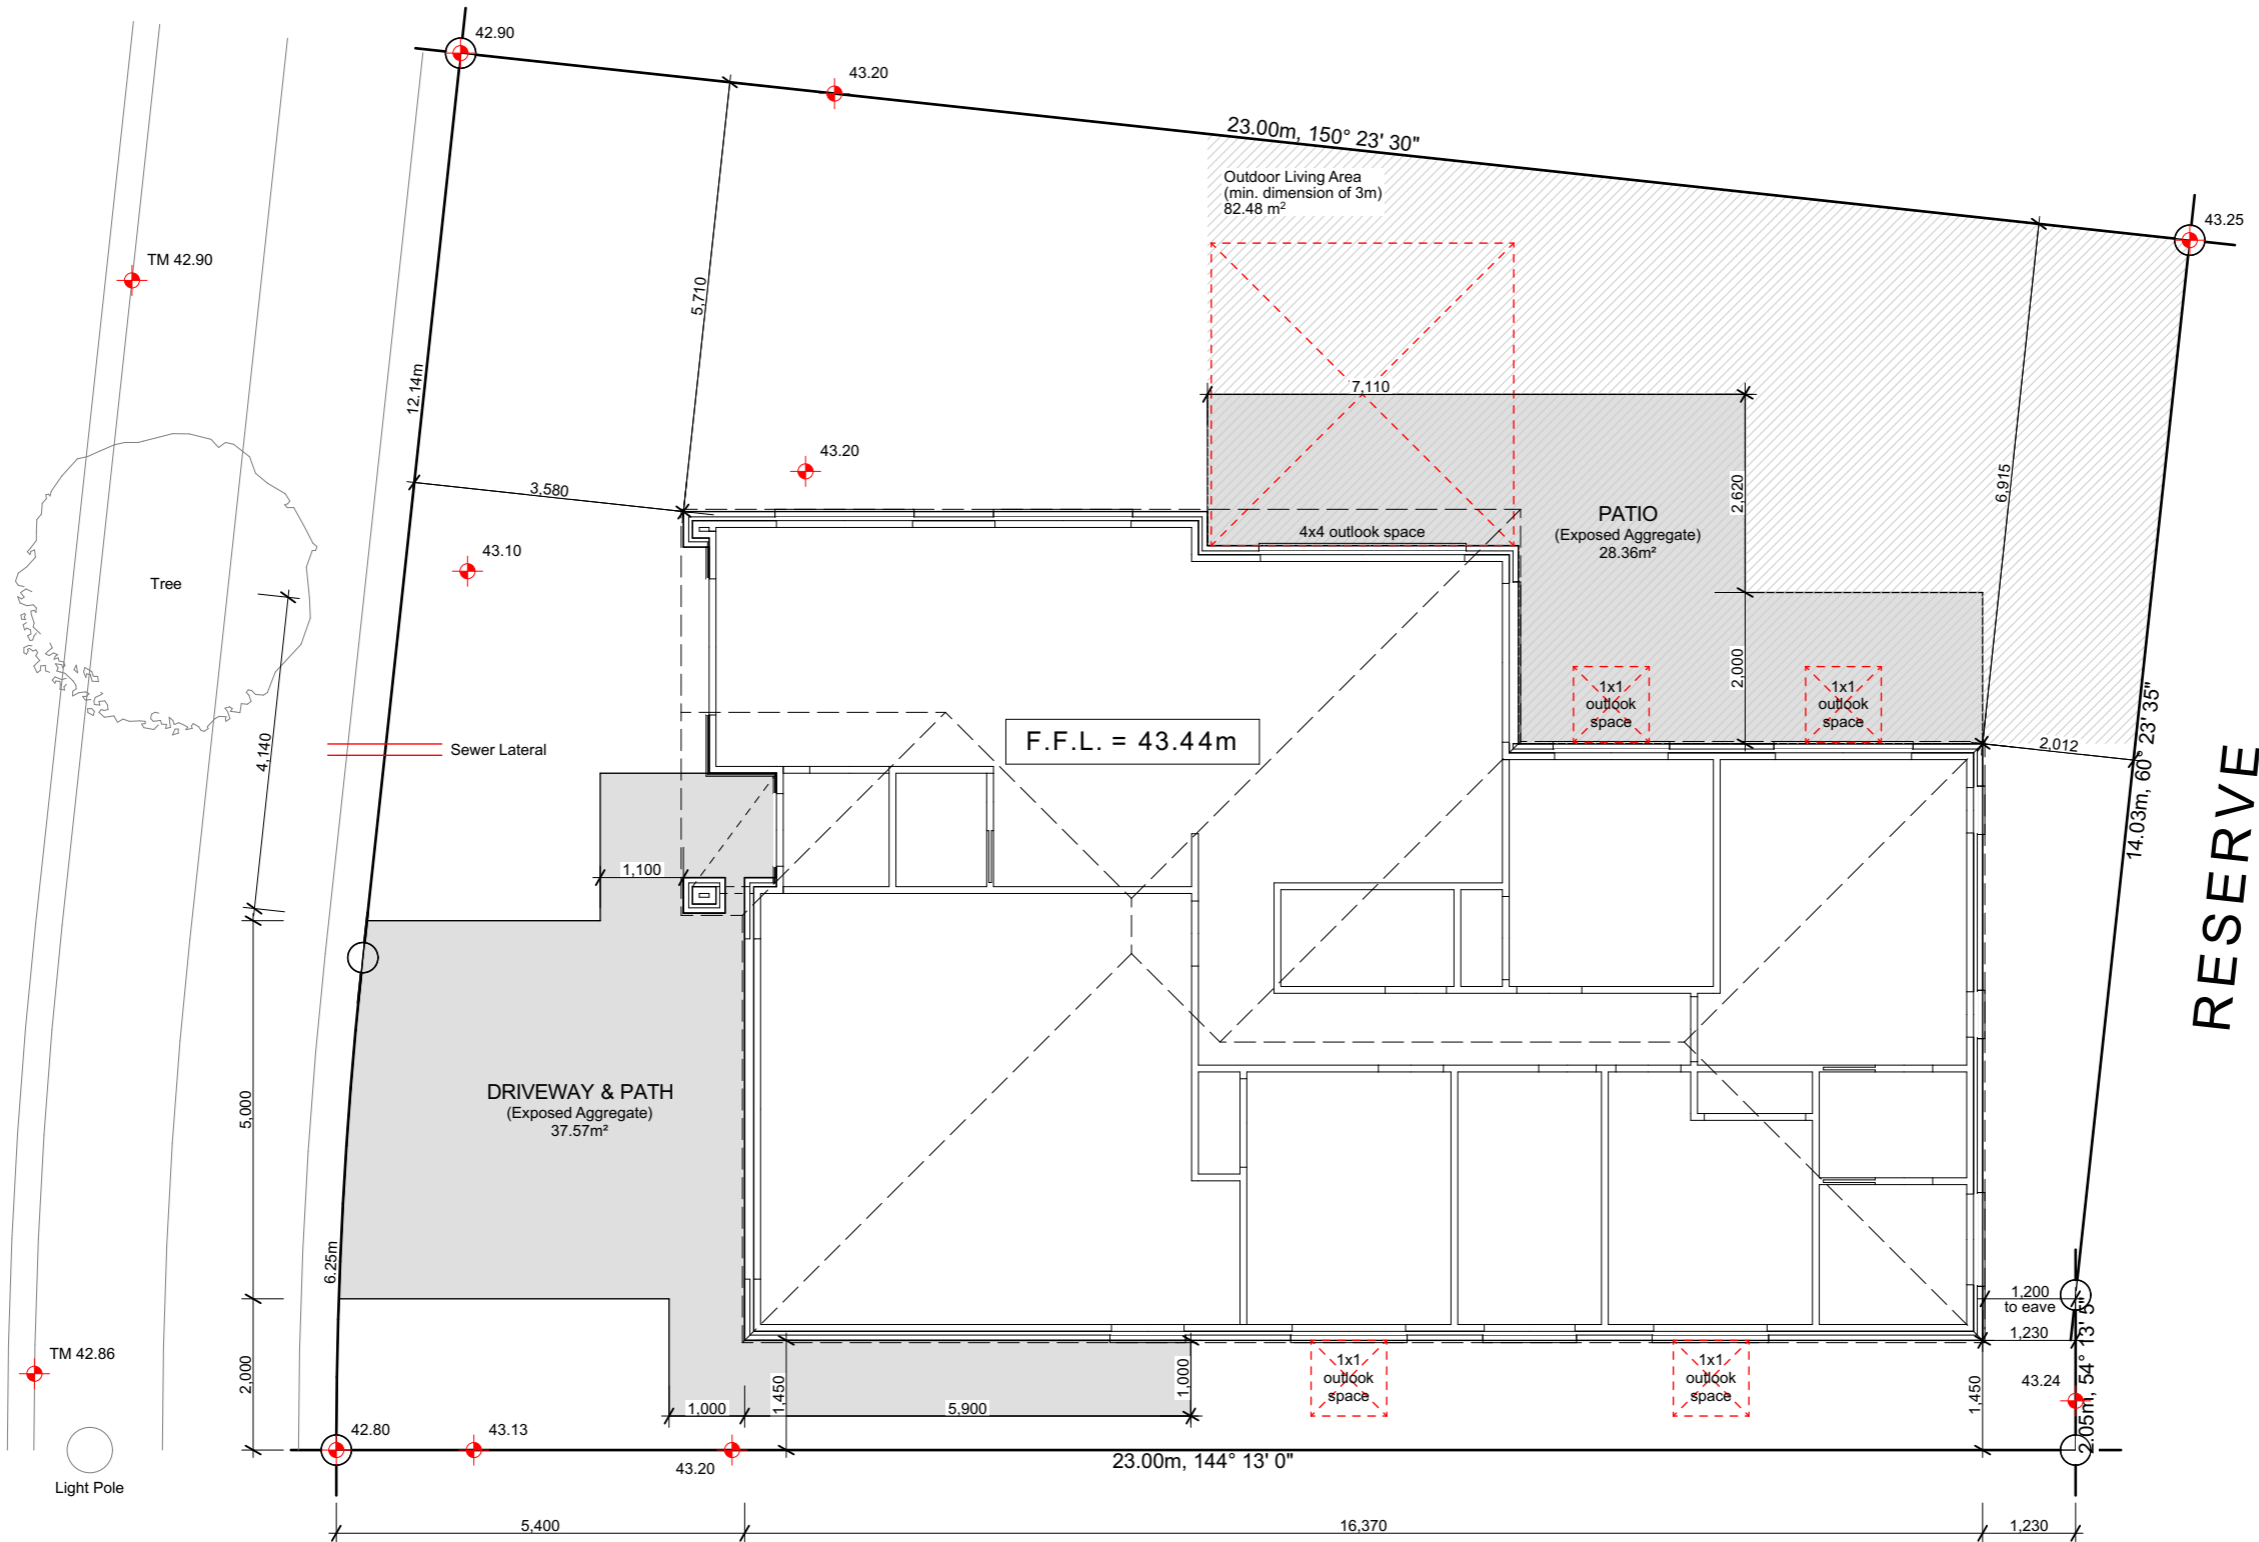 42.90
43.20
23.00m, 150° 23' 30"
Outdoor Living Area
(min. dimension of 3m)
82.48 m²
43.25
TM 42.90
5,710
12.14m
7,110
43.20
3,580
6,915
2,620
PATIO
(Exposed Aggregate)
28.36m²
4x4 outlook space
43.10
Tree
2,000
1x1
outlook
space
1x1
outlook
space
F.F.L. = 43.44m
Sewer Lateral
4,140
2,012
14.03m, 60° 23' 35"
RESERVE
1,100
DRIVEWAY & PATH
(Exposed Aggregate)
37.57m²
5,000
6.25m
1,200
to eave
1,230
2.05m, 54° 13' 5"
TM 42.86
2,000
1,450
1,000
1x1
outlook
space
1x1
outlook
space
43.24
1,450
1,000
5,900
42.80
43.13
43.20
23.00m, 144° 13' 0"
Light Pole
5,400
16,370
1,230